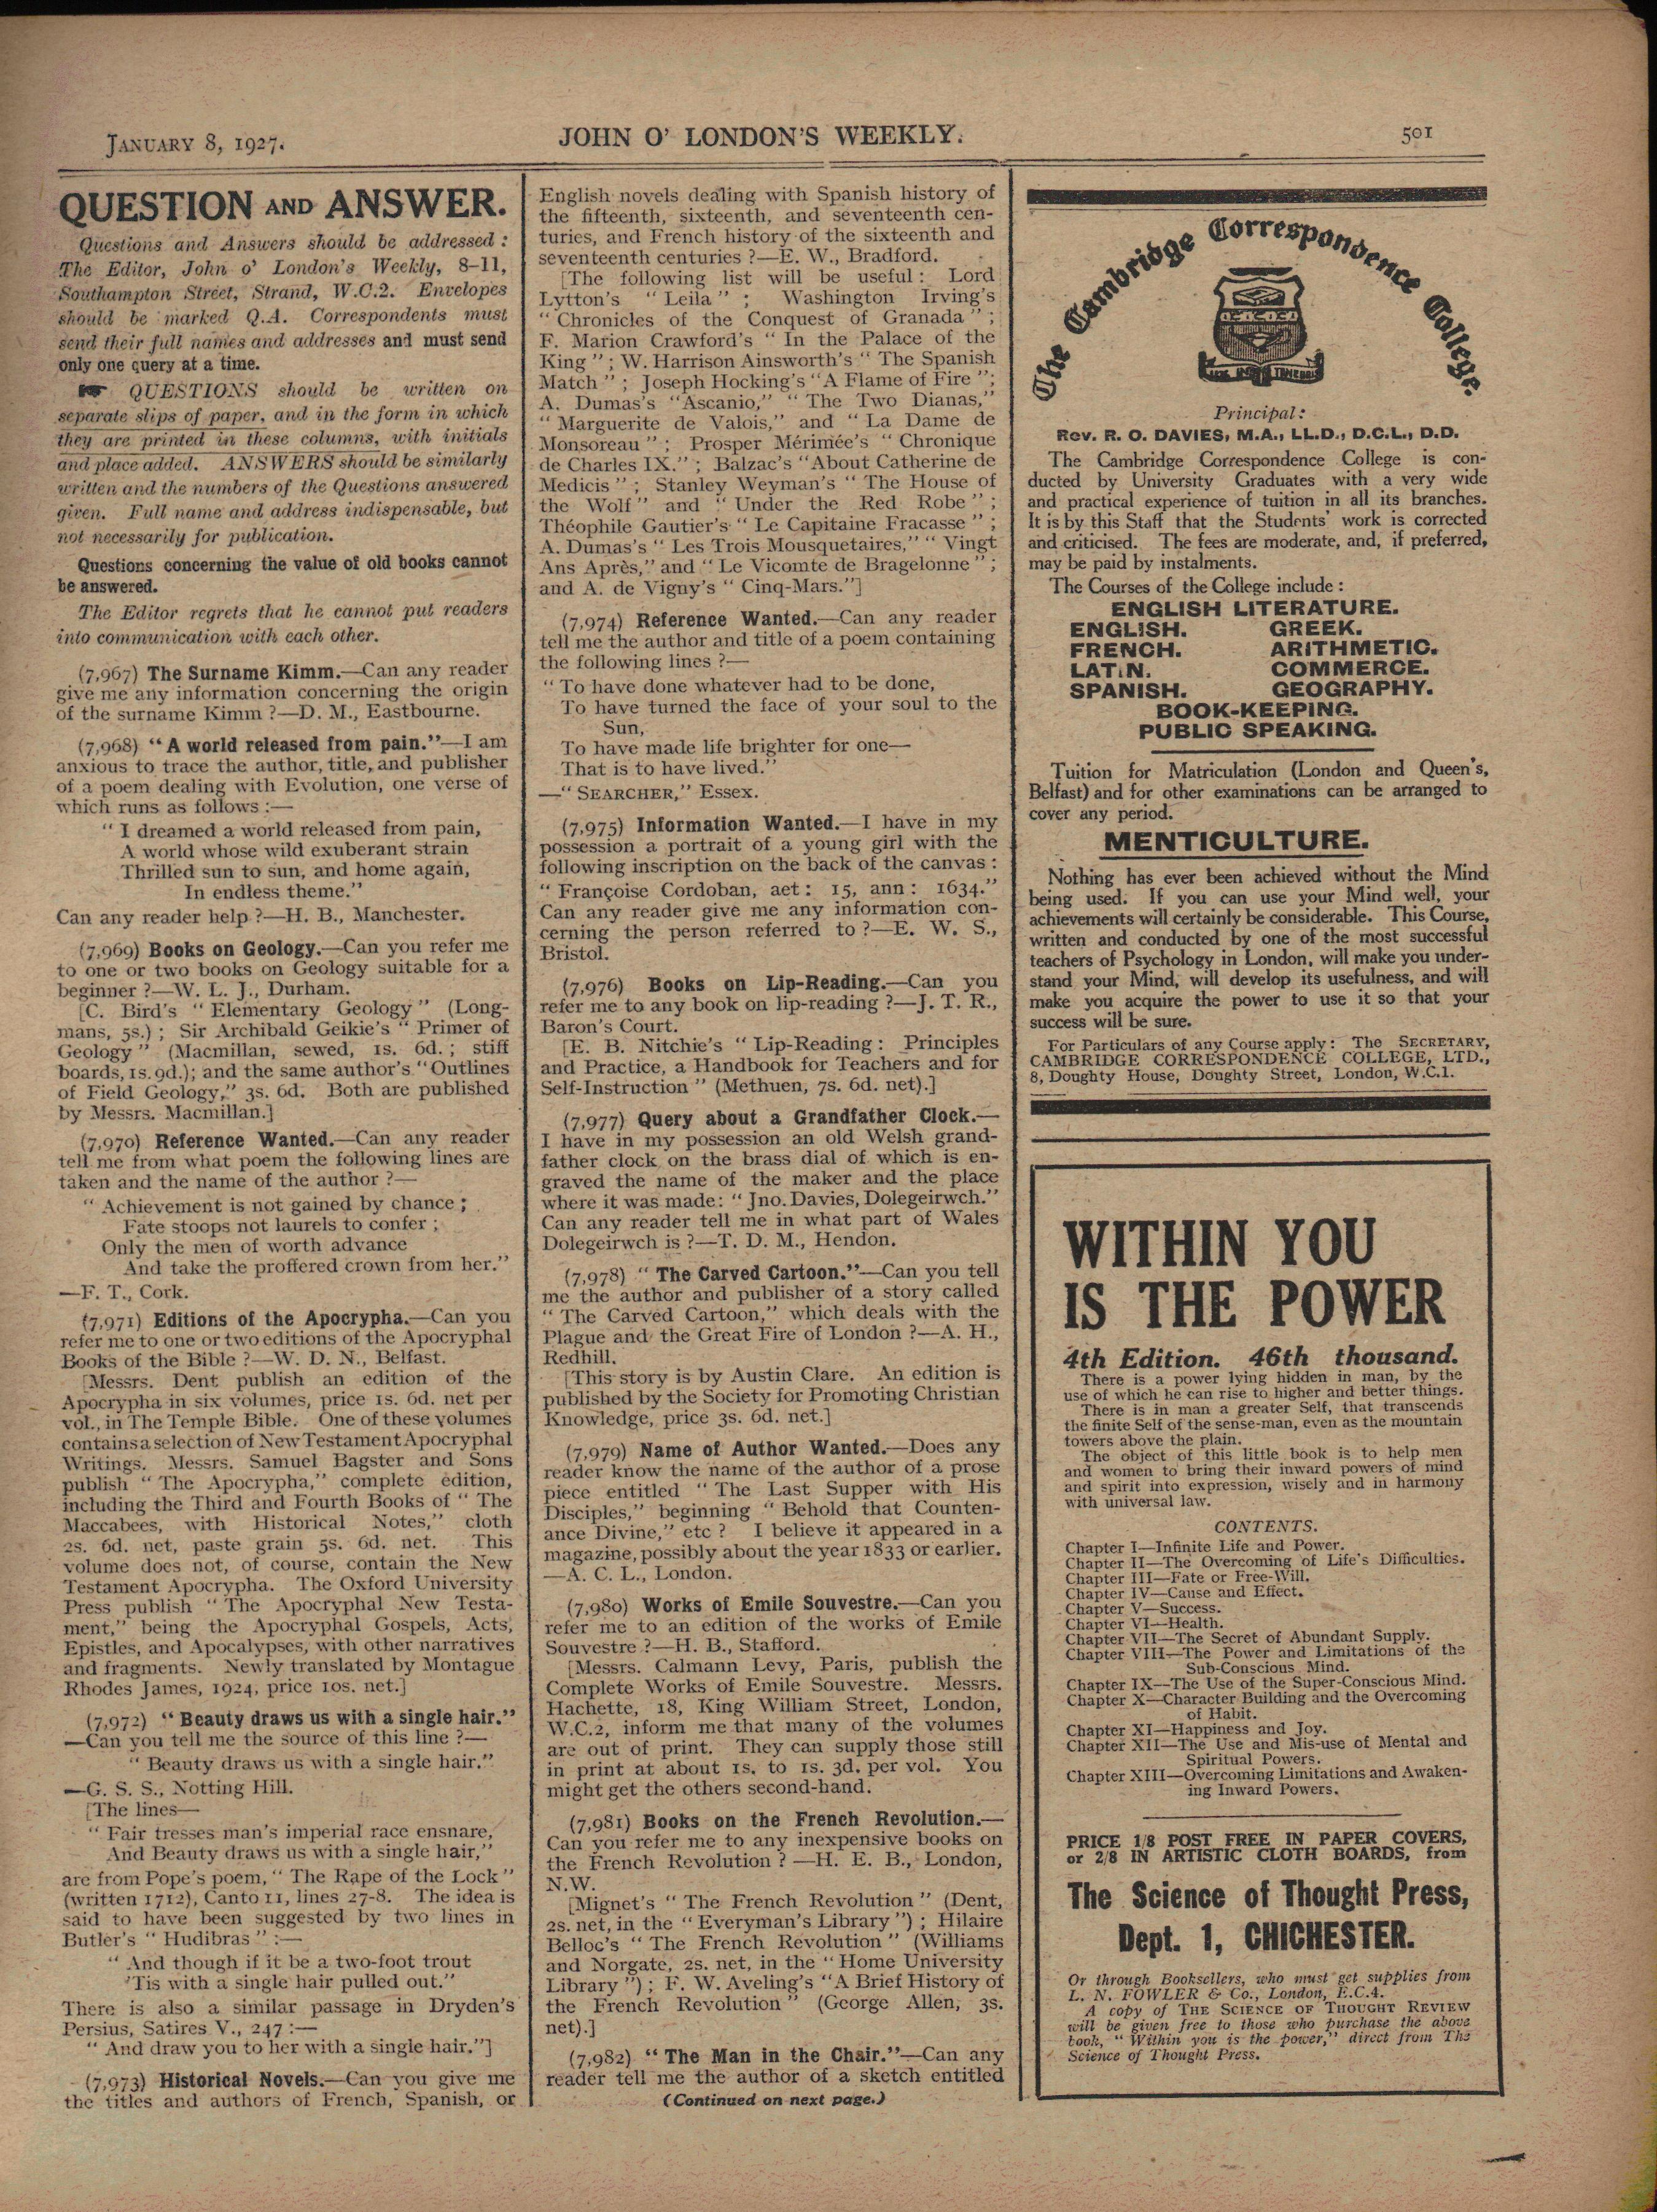 JANUARY 8, 1927.
JOHN O' LONDON'S WEEKLY.
501
QUESTION AND ANSWER.
Questions and Answers should be addressed:
The Editor, John o' London's Weekly, 8-11,
Southampton Street, Strand, W.C.2. Envelopes
should be marked Q.A. Correspondents must
send their full names and addresses and must send
only one query at a time.
☛ QUESTIONS should be written on
separate slips of paper, and in the form in which
they are printed in these columns, with initials
and place added. ANSWERS should be similarly
written and the numbers of the Questions answered
given. Full name and address indispensable, but
not necessarily for publication.
Questions concerning the value of old books cannot
be answered.
The Editor regrets that he cannot put readers
into communication with each other.
(7,967) The Surname Kimm.—Can any reader
give me any information concerning the origin
of the surname Kimm?—D. M., Eastbourne.
(7,968) "A world released from pain."—I am
anxious to trace the author, title, and publisher
of a poem dealing with Evolution, one verse of
which runs as follows:—
"I dreamed a world released from pain,
A world whose wild exuberant strain
Thrilled sun to sun, and home again,
In endless theme."
Can any reader help?—H. B., Manchester.
(7,969) Books on Geology.—Can you refer me
to one or two books on Geology suitable for a
beginner?—W. L. J., Durham.
[C. Bird's "Elementary Geology" (Long-
mans, 5s.); Sir Archibald Geikie's "Primer of
Geology" (Macmillan, sewed, 1s. 6d.; stiff
boards, 1s. 9d.); and the same author's "Outlines
of Field Geology," 3s. 6d. Both are published
by Messrs. Macmillan.]
(7,970) Reference Wanted.—Can any reader
tell me from what poem the following lines are
taken and the name of the author?—
"Achievement is not gained by chance;
Fate stoops not laurels to confer;
Only the men of worth advance
And take the proffered crown from her."
—F. T., Cork.
(7,971) Editions of the Apocrypha.—Can you
refer me to one or two editions of the Apocryphal
Books of the Bible?—W. D. N., Belfast.
[Messrs. Dent publish an edition of the
Apocrypha in six volumes, price 1s. 6d. net per
vol., in The Temple Bible. One of these volumes
contains a selection of New Testament Apocryphal
Writings. Messrs. Samuel Bagster and Sons
publish "The Apocrypha," complete edition,
including the Third and Fourth Books of "The
Maccabees, with Historical Notes," cloth
2s. 6d. net, paste grain 5s. 6d. net. This
volume does not, of course, contain the New
Testament Apocrypha. The Oxford University
Press publish "The Apocryphal New Testa-
ment," being the Apocryphal Gospels, Acts,
Epistles, and Apocalypses, with other narratives
and fragments. Newly translated by Montague
Rhodes James, 1924, price 10s. net.]
(7,972) "Beauty draws us with a single hair."
—Can you tell me the source of this line?—
"Beauty draws us with a single hair."
—G. S. S., Notting Hill.
[The lines—
"Fair tresses man's imperial race ensnare,
And Beauty draws us with a single hair,"
are from Pope's poem, "The Rape of the Lock"
(written 1712), Canto 11, lines 27-8. The idea is
said to have been suggested by two lines in
Butler's "Hudibras":—
"And though if it be a two-foot trout
'Tis with a single hair pulled out."
There is also a similar passage in Dryden's
Persius, Satires V., 247:—
"And draw you to her with a single hair."]
(7,973) Historical Novels.—Can you give me
the titles and authors of French, Spanish, or
English novels dealing with Spanish history of
the fifteenth, sixteenth, and seventeenth cen-
turies, and French history of the sixteenth and
seventeenth centuries?—E. W., Bradford.
[The following list will be useful: Lord
Lytton's "Leila"; Washington Irving's
"Chronicles of the Conquest of Granada";
F. Marion Crawford's "In the Palace of the
King"; W. Harrison Ainsworth's "The Spanish
Match"; Joseph Hocking's "A Flame of Fire";
A. Dumas's "Ascanio," "The Two Dianas,"
"Marguerite de Valois," and "La Dame de
Monsoreau"; Prosper Mérimée's "Chronique
de Charles IX."; Balzac's "About Catherine de
Medicis"; Stanley Weyman's "The House of
the Wolf" and "Under the Red Robe";
Théophile Gautier's "Le Capitaine Fracasse";
A. Dumas's "Les Trois Mousquetaires," "Vingt
Ans Après," and "Le Vicomte de Bragelonne";
and A. de Vigny's "Cinq-Mars."]
(7,974) Reference Wanted.—Can any reader
tell me the author and title of a poem containing
the following lines?—
"To have done whatever had to be done,
To have turned the face of your soul to the
Sun,
To have made life brighter for one—
That is to have lived."
—"SEARCHER," Essex.
(7,975) Information Wanted.—I have in my
possession a portrait of a young girl with the
following inscription on the back of the canvas:
"Françoise Cordoban, aet: 15, ann: 1634."
Can any reader give me any information con-
cerning the person referred to?—E. W. S.,
Bristol.
(7,976) Books on Lip-Reading.—Can you
refer me to any book on lip-reading?—J. T. R.,
Baron's Court.
[E. B. Nitchie's "Lip-Reading: Principles
and Practice, a Handbook for Teachers and for
Self-Instruction" (Methuen, 7s. 6d. net).]
(7,977) Query about a Grandfather Clock.—
I have in my possession an old Welsh grand-
father clock on the brass dial of which is en-
graved the name of the maker and the place
where it was made: "Jno. Davies, Dolegeirwch."
Can any reader tell me in what part of Wales
Dolegeirwch is?—T. D. M., Hendon.
(7,978) "The Carved Cartoon."—Can you tell
me the author and publisher of a story called
"The Carved Cartoon," which deals with the
Plague and the Great Fire of London?—A. H.,
Redhill.
[This story is by Austin Clare. An edition is
published by the Society for Promoting Christian
Knowledge, price 3s. 6d. net.]
(7,979) Name of Author Wanted.—Does any
reader know the name of the author of a prose
piece entitled "The Last Supper with His
Disciples," beginning "Behold that Counten-
ance Divine," etc? I believe it appeared in a
magazine, possibly about the year 1833 or earlier.
—A. C. L., London.
(7,980) Works of Emile Souvestre.—Can you
refer me to an edition of the works of Emile
Souvestre?—H. B., Stafford.
[Messrs. Calmann Levy, Paris, publish the
Complete Works of Emile Souvestre. Messrs.
Hachette, 18, King William Street, London,
W.C.2, inform me that many of the volumes
are out of print. They can supply those still
in print at about 1s. to 1s. 3d. per vol. You
might get the others second-hand.
(7,981) Books on the French Revolution.—
Can you refer me to any inexpensive books on
the French Revolution?—H. E. B., London,
N.W.
[Mignet's "The French Revolution" (Dent,
2s. net, in the "Everyman's Library"); Hilaire
Belloc's "The French Revolution" (Williams
and Norgate, 2s. net, in the "Home University
Library"); F. W. Aveling's "A Brief History of
the French Revolution" (George Allen, 3s.
net).]
(7,982) "The Man in the Chair."—Can any
reader tell me the author of a sketch entitled
(Continued on next page.)
The Cambridge Correspondence College.
LUX IN TENEBRIS
Principal:
Rev. R. O. DAVIES, M.A., LL.D., D.C.L., D.D.
The Cambridge Correspondence College is con-
ducted by University Graduates with a very wide
and practical experience of tuition in all its branches.
It is by this Staff that the Students' work is corrected
and criticised. The fees are moderate, and, if preferred,
may be paid by instalments.
The Courses of the College include:
ENGLISH LITERATURE.
ENGLISH. GREEK.
FRENCH. ARITHMETIC.
LATIN. COMMERCE.
SPANISH. GEOGRAPHY.
BOOK-KEEPING.
PUBLIC SPEAKING.
Tuition for Matriculation (London and Queen's,
Belfast) and for other examinations can be arranged to
cover any period.
MENTICULTURE.
Nothing has ever been achieved without the Mind
being used. If you can use your Mind well, your
achievements will certainly be considerable. This Course,
written and conducted by one of the most successful
teachers of Psychology in London, will make you under-
stand your Mind, will develop its usefulness, and will
make you acquire the power to use it so that your
success will be sure.
For Particulars of any Course apply: The SECRETARY,
CAMBRIDGE CORRESPONDENCE COLLEGE, LTD.,
8, Doughty House, Doughty Street, London, W.C.1.
WITHIN YOU
IS THE POWER
4th Edition. 46th thousand.
There is a power lying hidden in man, by the
use of which he can rise to higher and better things.
There is in man a greater Self, that transcends
the finite Self of the sense-man, even as the mountain
towers above the plain.
The object of this little book is to help men
and women to bring their inward powers of mind
and spirit into expression, wisely and in harmony
with universal law.
CONTENTS.
Chapter I—Infinite Life and Power.
Chapter II—The Overcoming of Life's Difficulties.
Chapter III—Fate or Free-Will.
Chapter IV—Cause and Effect.
Chapter V—Success.
Chapter VI—Health.
Chapter VII—The Secret of Abundant Supply.
Chapter VIII—The Power and Limitations of the
Sub-Conscious Mind.
Chapter IX—The Use of the Super-Conscious Mind.
Chapter X—Character Building and the Overcoming
of Habit.
Chapter XI—Happiness and Joy.
Chapter XII—The Use and Mis-use of Mental and
Spiritual Powers.
Chapter XIII—Overcoming Limitations and Awaken-
ing Inward Powers.
PRICE 1/8 POST FREE IN PAPER COVERS,
or 2/8 IN ARTISTIC CLOTH BOARDS, from
The Science of Thought Press,
Dept. 1, CHICHESTER.
Or through Booksellers, who must get supplies from
L. N. FOWLER & Co., London, E.C.4.
A copy of THE SCIENCE OF THOUGHT REVIEW
will be given free to those who purchase the above
book, "Within you is the power," direct from The
Science of Thought Press.